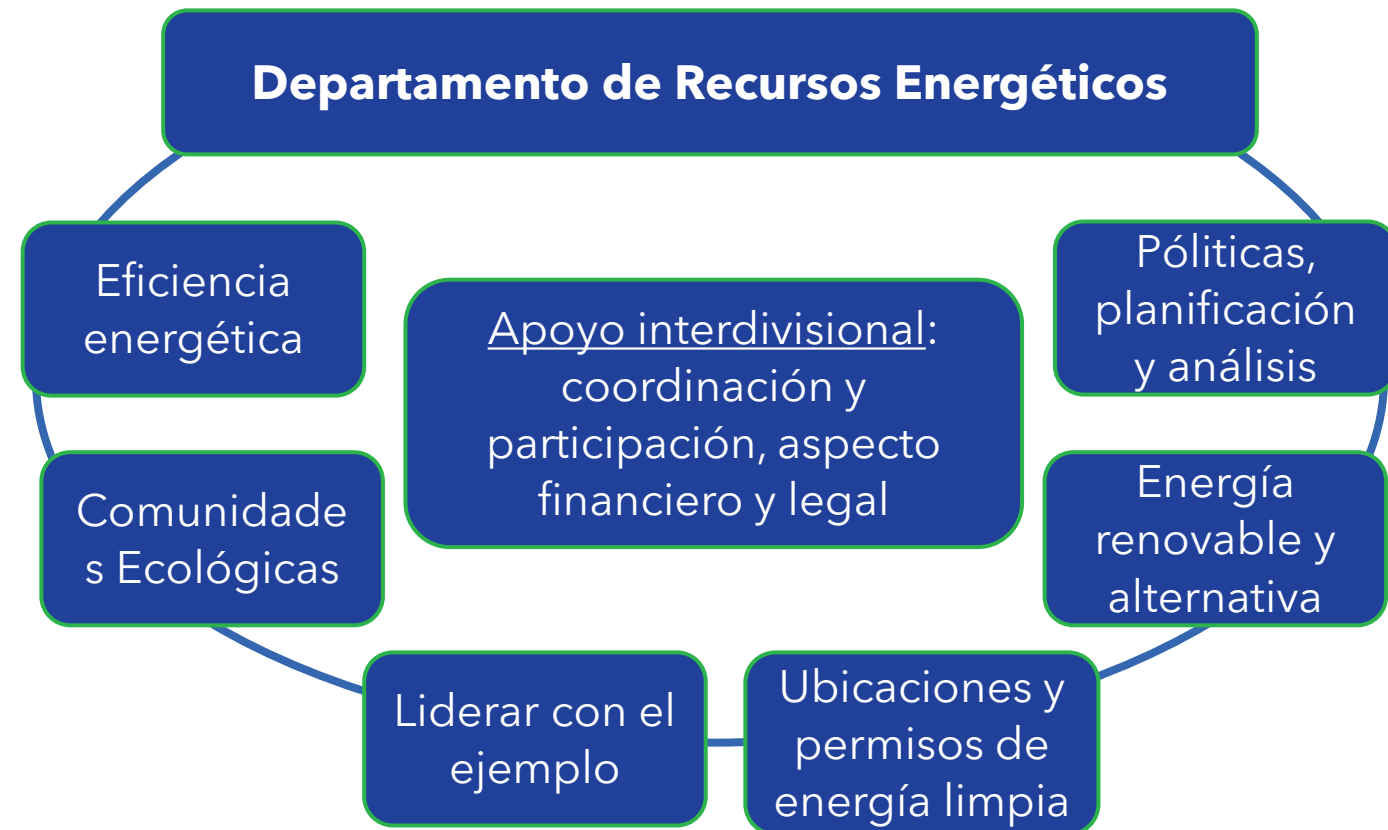 Departamento de Recursos Energéticos
Eficiencia
energética
Póliticas,
planificación
y análisis
Apoyo interdivisional:
coordinación y
participación, aspecto
financiero y legal
Comunidade
s Ecológicas
Energía
renovable y
alternativa
Liderar con el
ejemplo
Ubicaciones y
permisos de
energía limpia